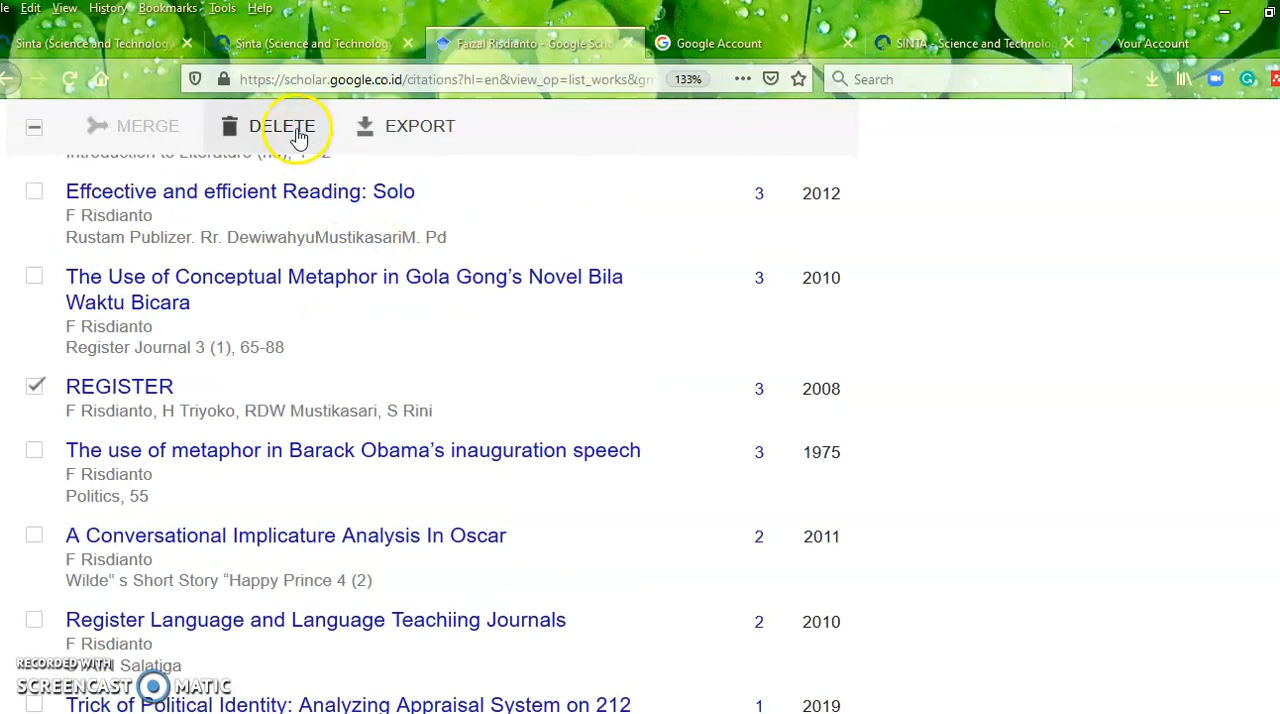 le Edit View History Bookmarks Tools Help
Sinta (Science and Technology Sinta (Science and Technolog Faizal Risdianto - Google Sch Google Account SINTA - Science and Technolo Your Account
https://scholar.google.co.id/citations?hl=en&view_op=list_works&gm 133% Search
MERGE DELETE EXPORT
Introduction to Literature
Effcective and efficient Reading: Solo 3 2012
F Risdianto
Rustam Publizer. Rr. DewiwahyuMustikasariM. Pd
The Use of Conceptual Metaphor in Gola Gong’s Novel Bila 3 2010
Waktu Bicara
F Risdianto
Register Journal 3 (1), 65-88
REGISTER 3 2008
F Risdianto, H Triyoko, RDW Mustikasari, S Rini
The use of metaphor in Barack Obama’s inauguration speech 3 1975
F Risdianto
Politics, 55
A Conversational Implicature Analysis In Oscar 2 2011
F Risdianto
Wilde“ s Short Story “Happy Prince 4 (2)
Register Language and Language Teachiing Journals 2 2010
F Risdianto
Salatiga
RECORDED WITH
SCREENCAST MATIC
Trick of Political Identity: Analyzing Appraisal System on 212 1 2019